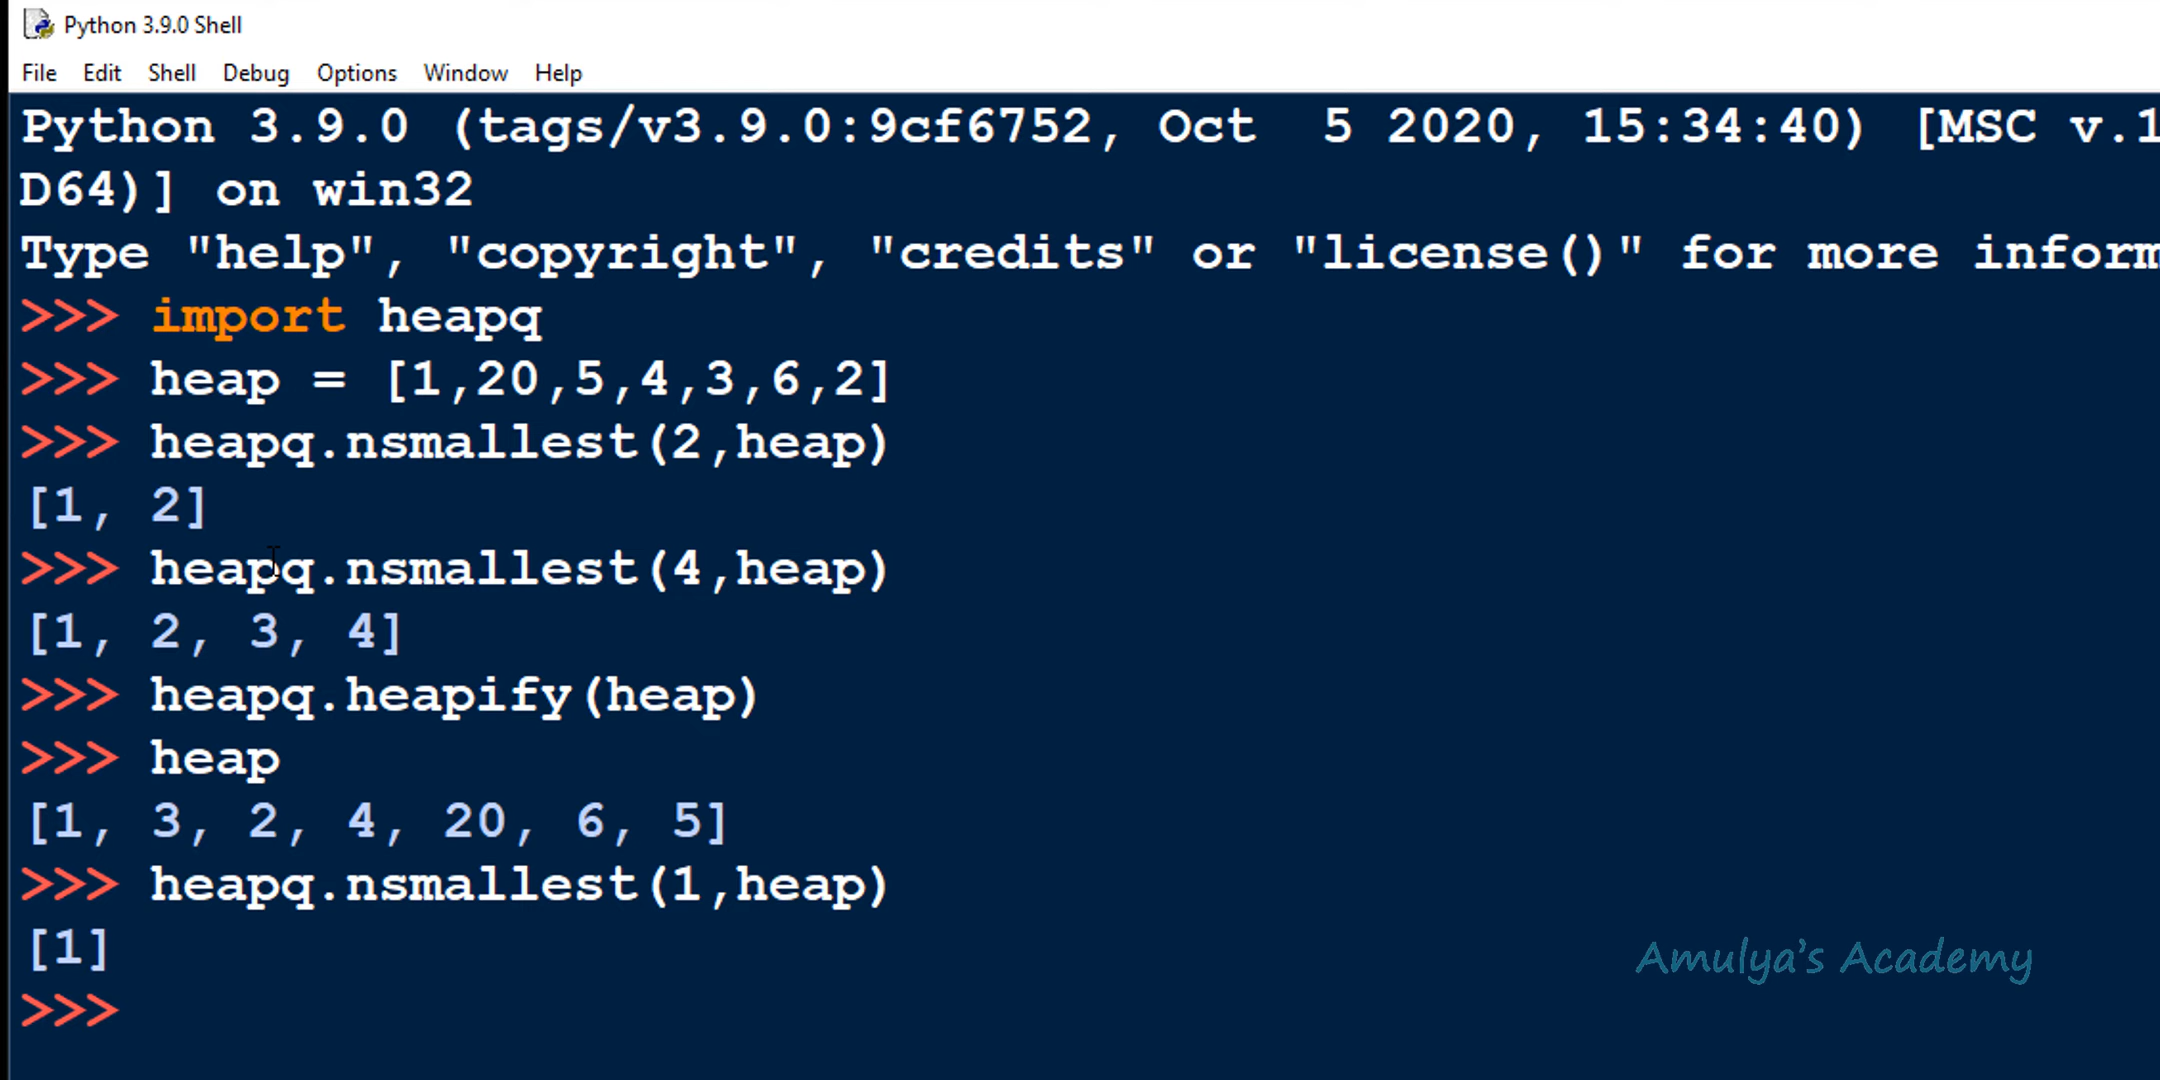 Python 3.9.0 Shell
File Edit Shell Debug Options Window Help
Python 3.9.0 (tags/v3.9.0:9cf6752, Oct  5 2020, 15:34:40) [MSC v.1
D64)] on win32
Type "help", "copyright", "credits" or "license()" for more inform
>>> import heapq
>>> heap = [1,20,5,4,3,6,2]
>>> heapq.nsmallest(2,heap)
[1, 2]
>>> heapq.nsmallest(4,heap)
[1, 2, 3, 4]
>>> heapq.heapify(heap)
>>> heap
[1, 3, 2, 4, 20, 6, 5]
>>> heapq.nsmallest(1,heap)
[1]
>>>
Amulya's Academy